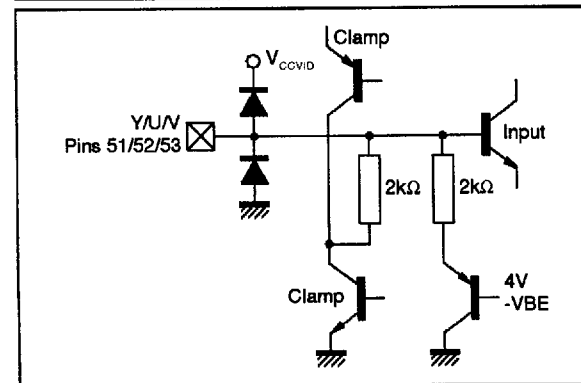 Clamp
VCCVID
Y/U/V
Pins 51/52/53
Input
2kΩ
2kΩ
Clamp
4V
-VBE